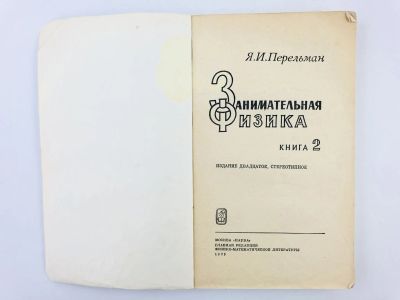 Я.И.Перельман
Занимательная
Физика
КНИГА 2
ИЗДАНИЕ ДВАДЦАТОЕ, СТЕРЕОТИПНОЕ
МОСКВА «НАУКА»
ГЛАВНАЯ РЕДАКЦИЯ
ФИЗИКО-МАТЕМАТИЧЕСКОЙ ЛИТЕРАТУРЫ